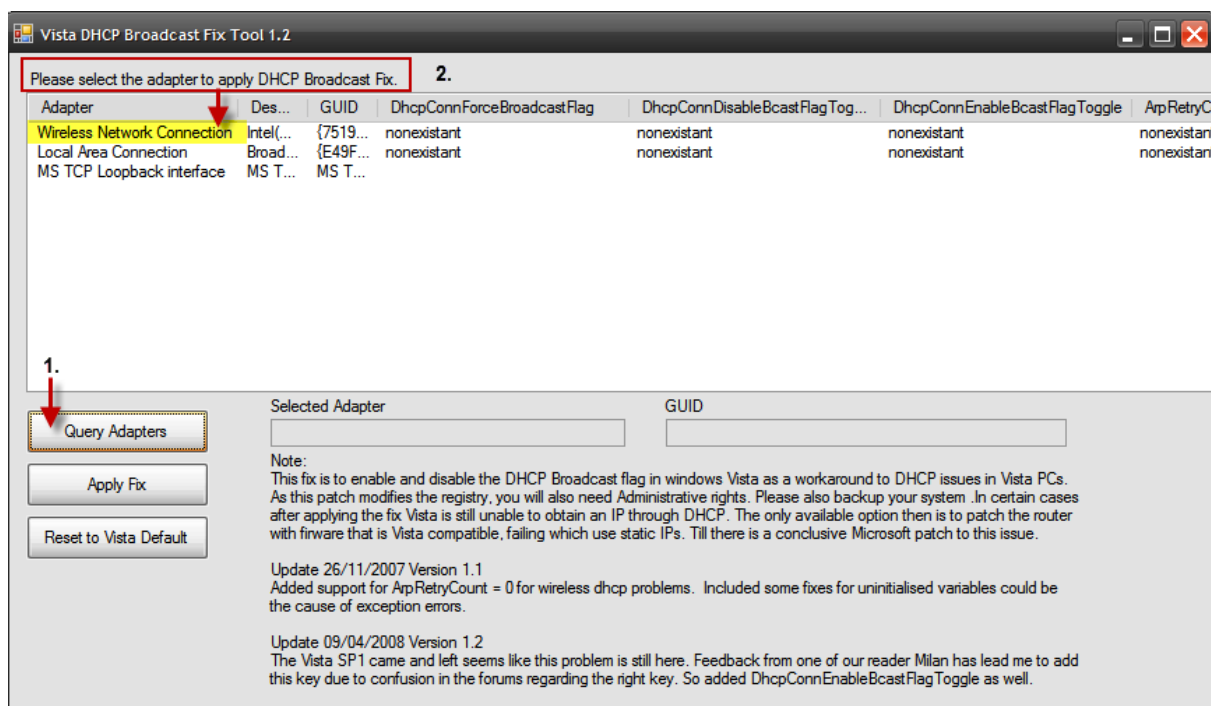 Vista DHCP Broadcast Fix Tool 1.2
Please select the adapter to apply DHCP Broadcast Fix.
2.
Adapter Des... GUID DhcpConnForceBroadcastFlag DhcpConnDisableBcastFlagTog... DhcpConnEnableBcastFlagToggle ArpRetryC
Wireless Network Connection Intel(... {7519... nonexistant nonexistant nonexistant nonexistan
Local Area Connection Broad... {E49F... nonexistant nonexistant nonexistant nonexistan
MS TCP Loopback interface MS T... MS T...
1.
Query Adapters
Apply Fix
Reset to Vista Default
Selected Adapter
GUID
Note:
This fix is to enable and disable the DHCP Broadcast flag in windows Vista as a workaround to DHCP issues in Vista PCs.
As this patch modifies the registry, you will also need Administrative rights. Please also backup your system .In certain cases
after applying the fix Vista is still unable to obtain an IP through DHCP. The only available option then is to patch the router
with firware that is Vista compatible, failing which use static IPs. Till there is a conclusive Microsoft patch to this issue.
Update 26/11/2007 Version 1.1
Added support for ArpRetryCount = 0 for wireless dhcp problems. Included some fixes for uninitialised variables could be
the cause of exception errors.
Update 09/04/2008 Version 1.2
The Vista SP1 came and left seems like this problem is still here. Feedback from one of our reader Milan has lead me to add
this key due to confusion in the forums regarding the right key. So added DhcpConnEnableBcastFlagToggle as well.